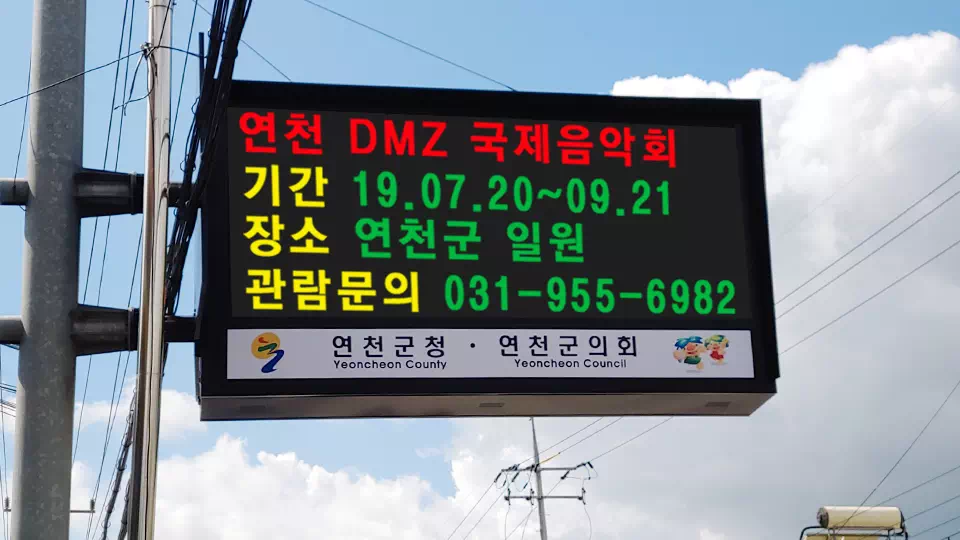 연천 DMZ 국제음악회
기간 19.07.20~09.21
장소 연천군 일원
관람문의 031-955-6982
연천군청 · 연천군의회
Yeoncheon County Yeoncheon Council